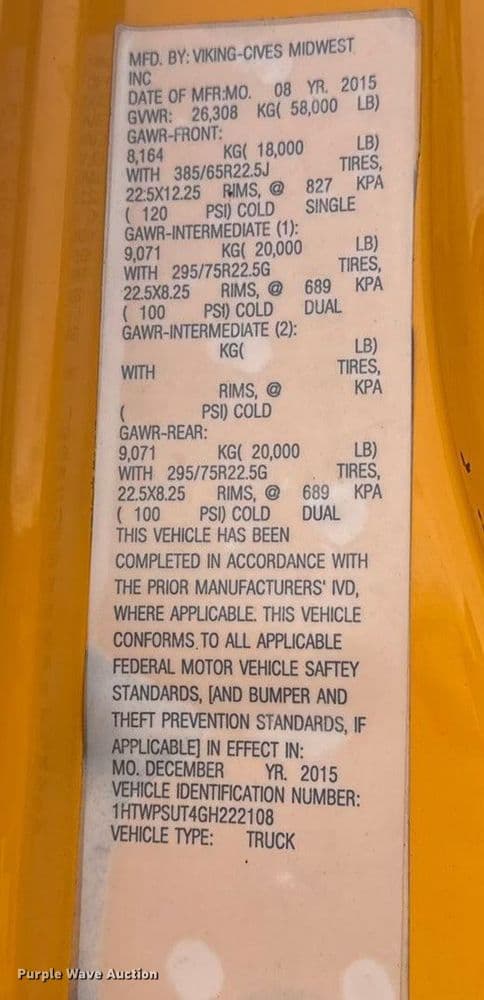 MFD. BY: VIKING-CIVES MIDWEST
INC
DATE OF MFR:MO. 08 YR. 2015
GVWR: 26,308 KG( 58,000 LB)
GAWR-FRONT:
8,164 KG( 18,000 LB)
WITH 385/65R22.5J TIRES,
22.5X12.25 RIMS, @ 827 KPA
( 120 PSI) COLD SINGLE
GAWR-INTERMEDIATE (1):
9,071 KG( 20,000 LB)
WITH 295/75R22.5G TIRES,
22.5X8.25 RIMS, @ 689 KPA
( 100 PSI) COLD DUAL
GAWR-INTERMEDIATE (2):
KG( LB)
WITH TIRES,
RIMS, @ KPA
( PSI) COLD
GAWR-REAR:
9,071 KG( 20,000 LB)
WITH 295/75R22.5G TIRES,
22.5X8.25 RIMS, @ 689 KPA
( 100 PSI) COLD DUAL
THIS VEHICLE HAS BEEN
COMPLETED IN ACCORDANCE WITH
THE PRIOR MANUFACTURERS' IVD,
WHERE APPLICABLE. THIS VEHICLE
CONFORMS TO ALL APPLICABLE
FEDERAL MOTOR VEHICLE SAFTEY
STANDARDS, [AND BUMPER AND
THEFT PREVENTION STANDARDS, IF
APPLICABLE] IN EFFECT IN:
MO. DECEMBER YR. 2015
VEHICLE IDENTIFICATION NUMBER:
1HTWPSUT4GH222108
VEHICLE TYPE: TRUCK
Purple Wave Auction